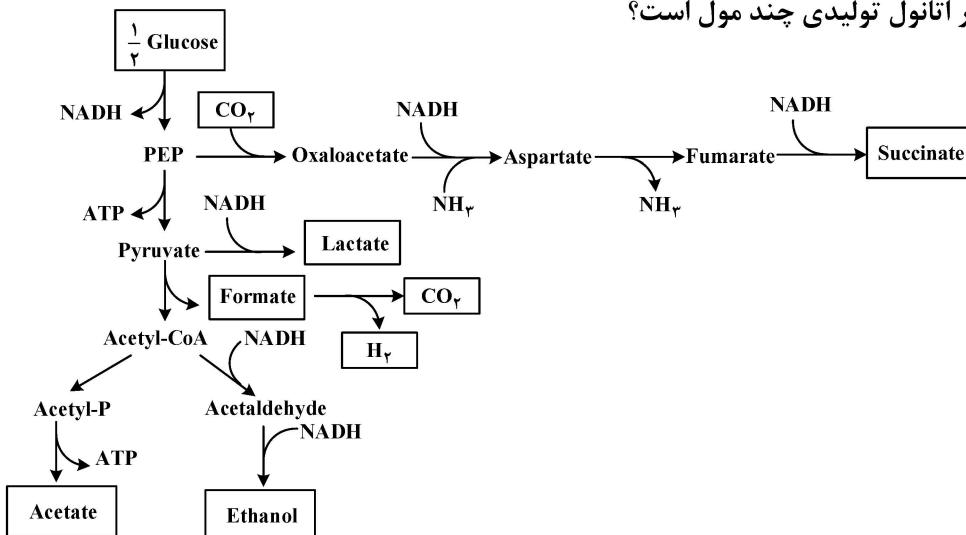 ر اتانول تولیدی چند مول است؟
۱
۲ Glucose
NADH
CO۲
NADH
NADH
PEP
Oxaloacetate
Aspartate
Fumarate
Succinate
ATP
NADH
NH۳
NH۳
Pyruvate
Lactate
Formate
CO۲
Acetyl-CoA
NADH
H۲
Acetyl-P
Acetaldehyde
NADH
ATP
Acetate
Ethanol